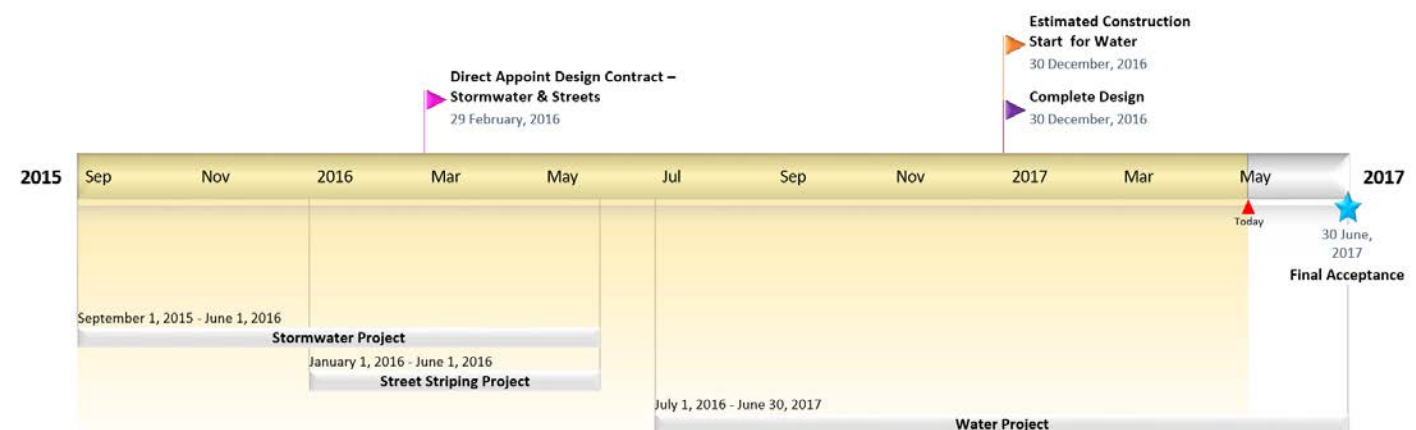 Estimated Construction
Start for Water
30 December, 2016
Direct Appoint Design Contract –
Stormwater & Streets
29 February, 2016
Complete Design
30 December, 2016
2015 Sep Nov 2016 Mar May Jul Sep Nov 2017 Mar May 2017
Today
30 June,
2017
Final Acceptance
September 1, 2015 - June 1, 2016
Stormwater Project
January 1, 2016 - June 1, 2016
Street Striping Project
July 1, 2016 - June 30, 2017
Water Project